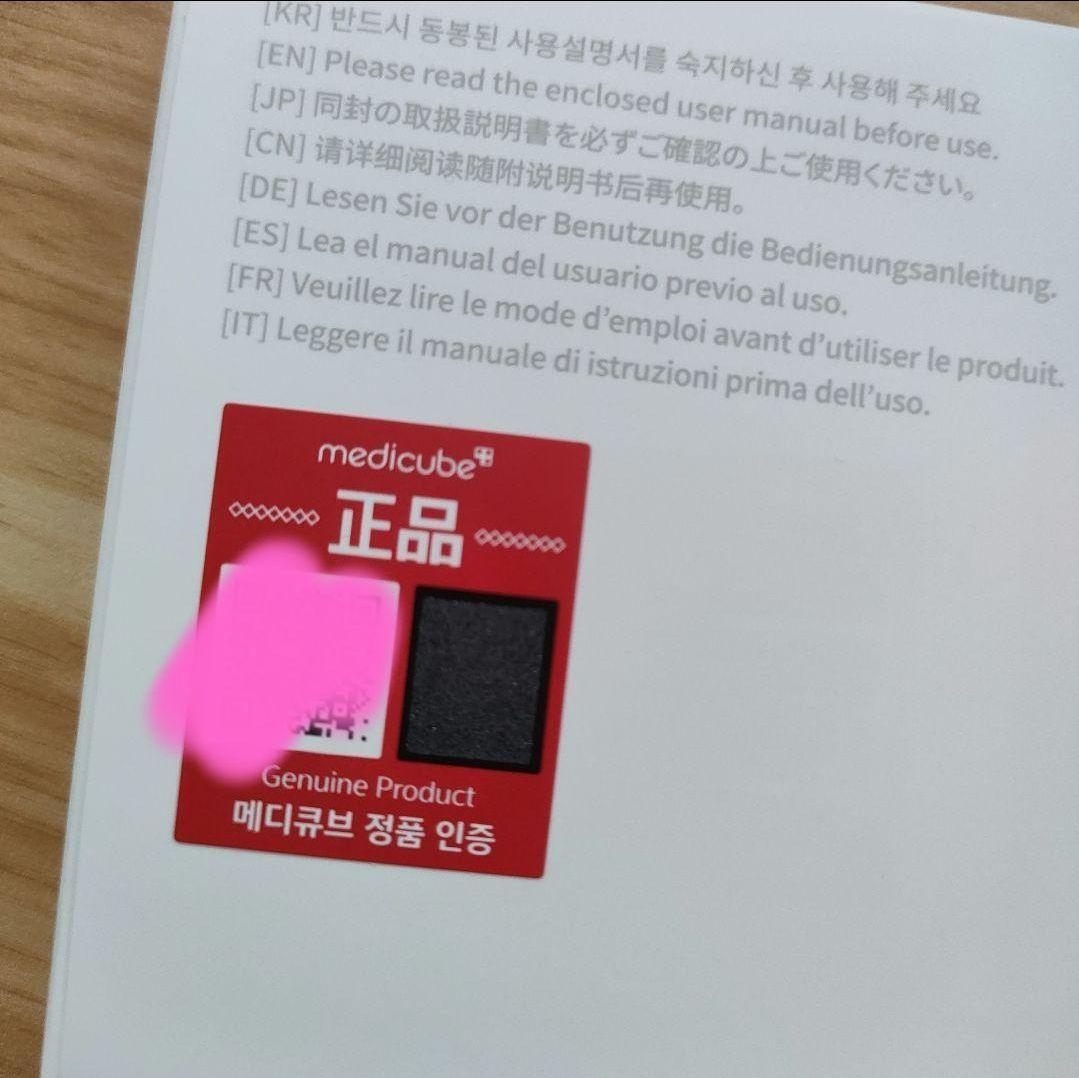 [KR] 반드시 동봉된 사용설명서를 숙지하신 후 사용해 주세요
[EN] Please read the enclosed user manual before use.
[JP] 同封の取扱説明書を必ずご確認の上ご使用ください。
[CN] 请详细阅读随附说明书后再使用。
[DE] Lesen Sie vor der Benutzung die Bedienungsanleitung.
[ES] Lea el manual del usuario previo al uso.
[FR] Veuillez lire le mode d’emploi avant d’utiliser le produit.
[IT] Leggere il manuale di istruzioni prima dell’uso.
medicube
正品
Genuine Product
메디큐브 정품 인증